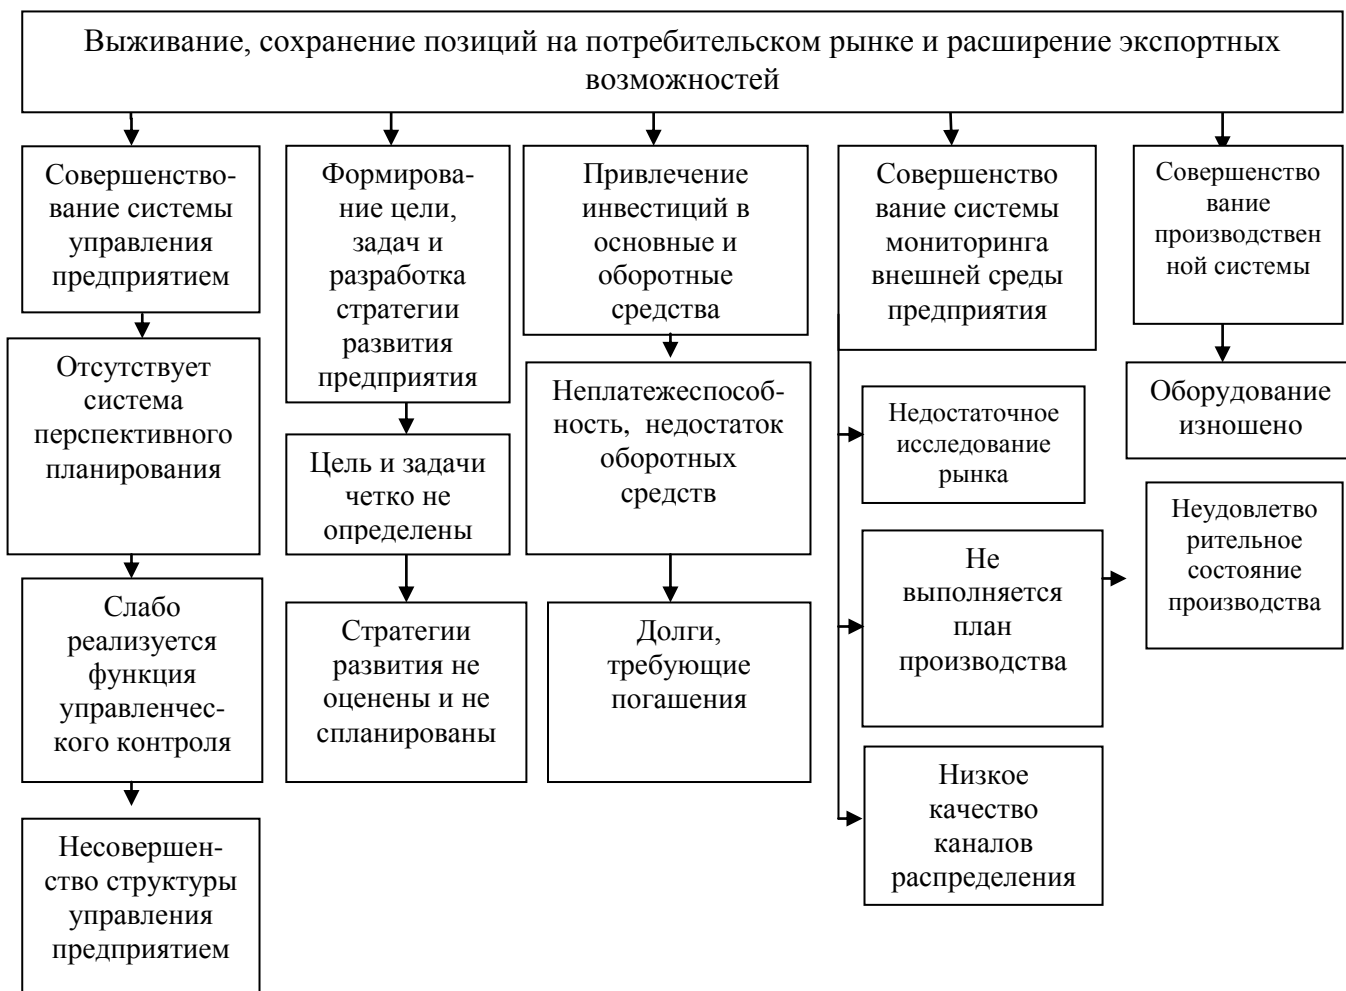 Выживание, сохранение позиций на потребительском рынке и расширение экспортных
возможностей
Совершенство-
вание системы
управления
предприятием
Формирова-
ние цели,
задач и
разработка
стратегии
развития
предприятия
Привлечение
инвестиций в
основные и
оборотные
средства
Совершенство
вание системы
мониторинга
внешней среды
предприятия
Совершенство
вание
производствен
ной системы
Отсутствует
система
перспективного
планирования
Цель и задачи
четко не
определены
Неплатежеспособ-
ность, недостаток
оборотных
средств
Недостаточное
исследование
рынка
Оборудование
изношено
Слабо
реализуется
функция
управленчес-
кого контроля
Стратегии
развития не
оценены и не
спланированы
Долги,
требующие
погашения
Не
выполняется
план
производства
Неудовлетво
рительное
состояние
производства
Несовершен-
ство структуры
управления
предприятием
Низкое
качество
каналов
распределения